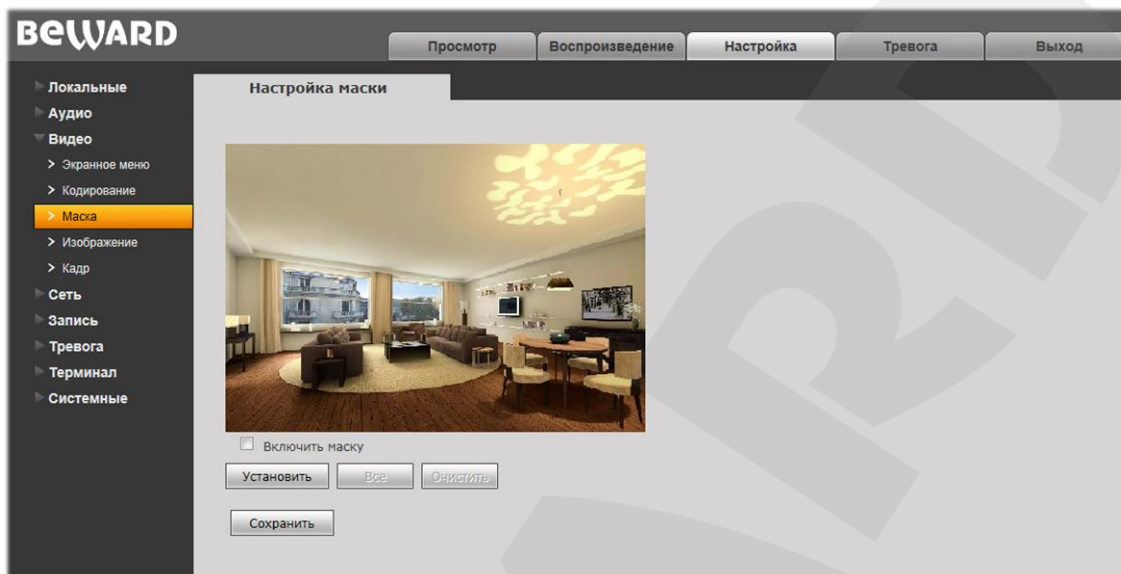 BEWARD
Просмотр
Воспроизведение
Настройка
Тревога
Выход
Локальные
Аудио
Видео
Экранное меню
Кодирование
Маска
Изображение
Кадр
Сеть
Запись
Тревога
Терминал
Системные
Настройка маски
Включить маску
Установить
Все
Очистить
Сохранить